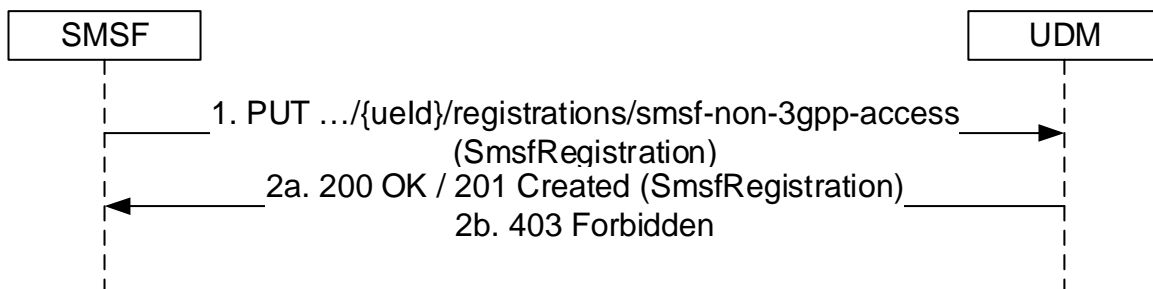 SMSF
UDM
1. PUT …/{ueId}/registrations/smsf-non-3gpp-access
(SmsfRegistration)
2a. 200 OK / 201 Created (SmsfRegistration)
2b. 403 Forbidden